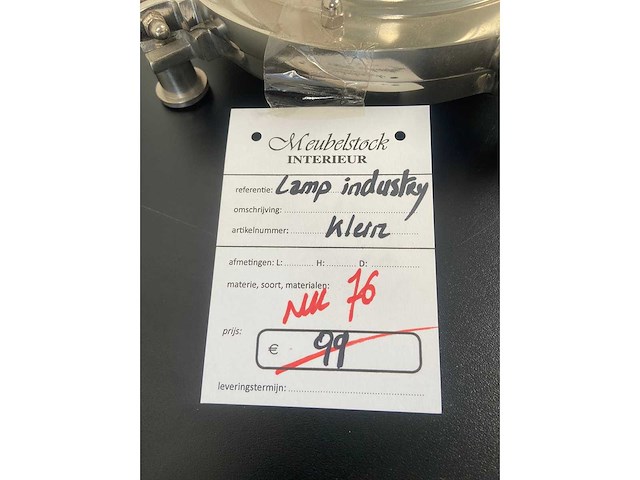 Meubelstock
INTERIEUR
referentie: Lamp industry
omschrijving:
artikelnummer: Klein
afmetingen: L: H: D:
materie, soort, materialen:
NU 76
prijs:
€ 99
leveringstermijn: